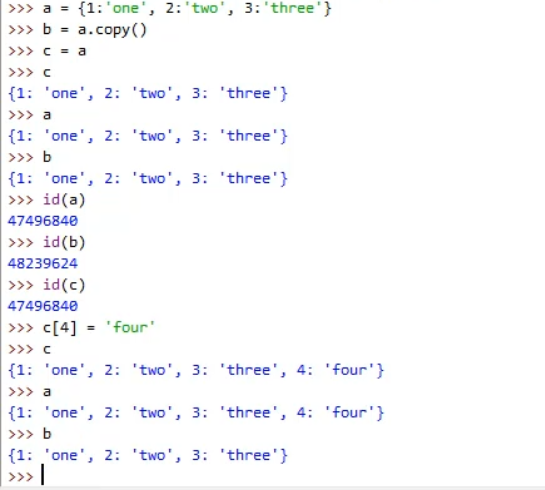 >>> a = {1:'one', 2:'two', 3:'three'}
>>> b = a.copy()
>>> c = a
>>> c
{1: 'one', 2: 'two', 3: 'three'}
>>> a
{1: 'one', 2: 'two', 3: 'three'}
>>> b
{1: 'one', 2: 'two', 3: 'three'}
>>> id(a)
47496840
>>> id(b)
48239624
>>> id(c)
47496840
>>> c[4] = 'four'
>>> c
{1: 'one', 2: 'two', 3: 'three', 4: 'four'}
>>> a
{1: 'one', 2: 'two', 3: 'three', 4: 'four'}
>>> b
{1: 'one', 2: 'two', 3: 'three'}
>>>